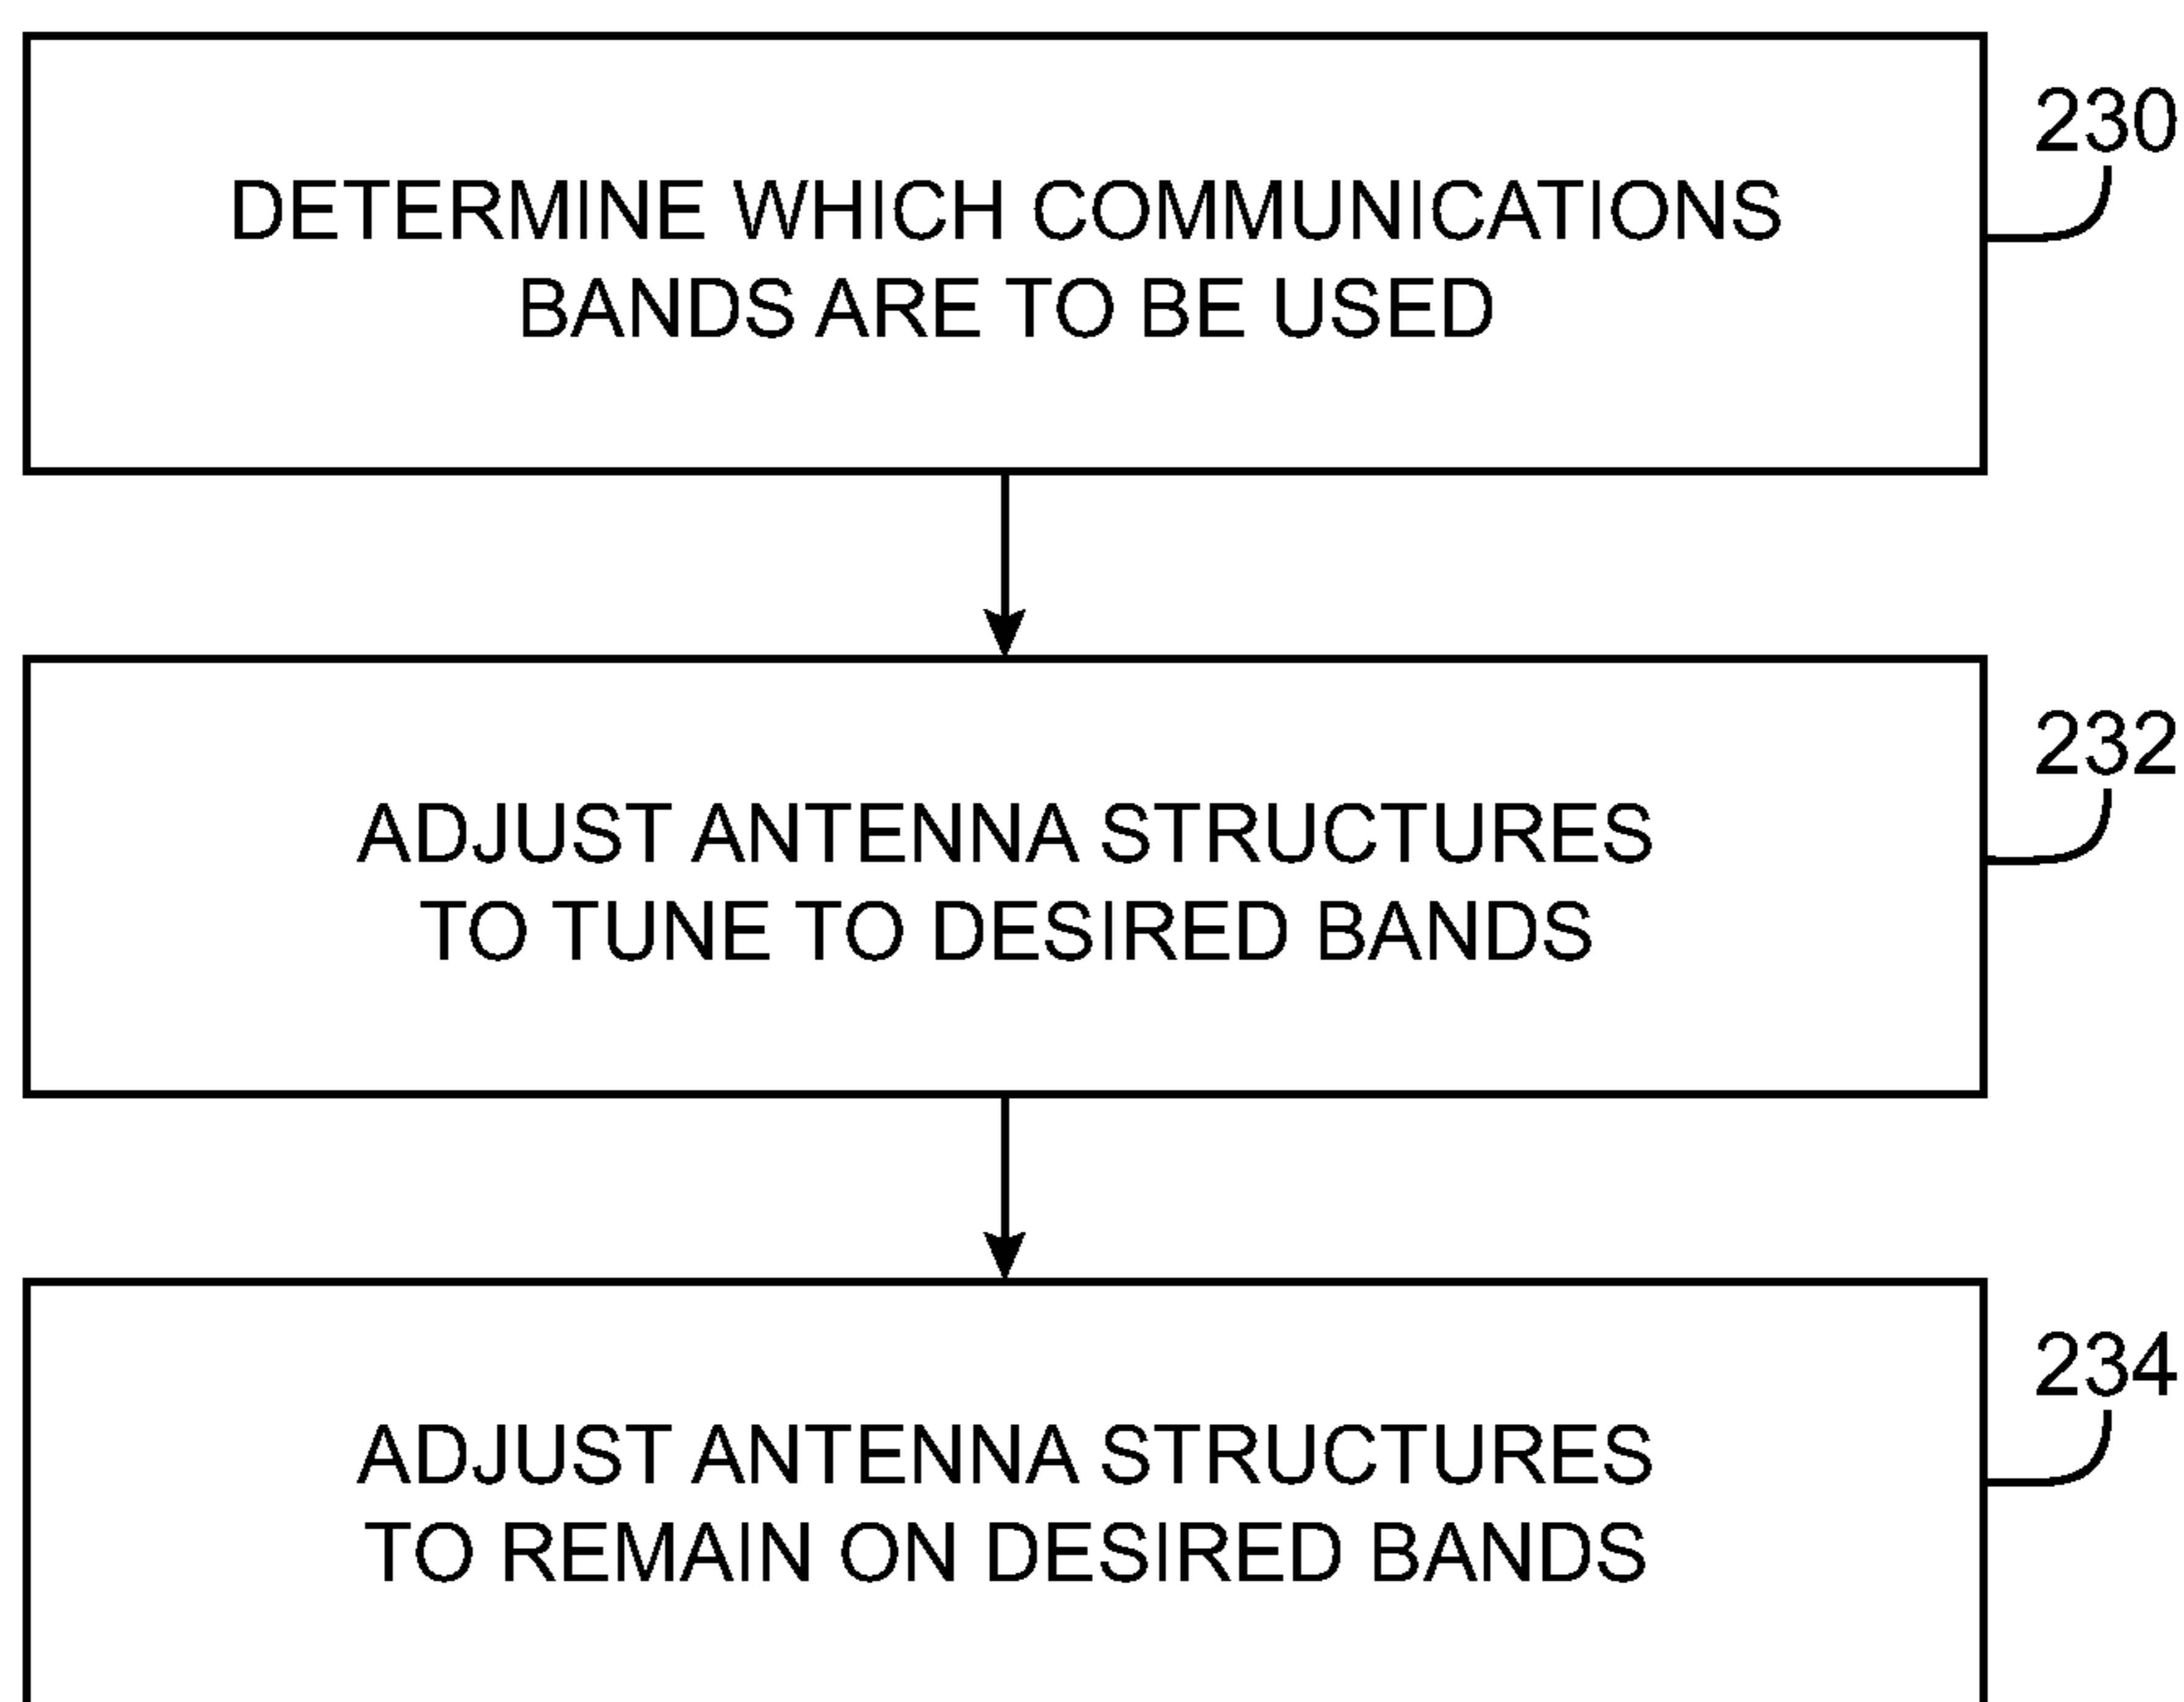 230
DETERMINE WHICH COMMUNICATIONS
BANDS ARE TO BE USED
232
ADJUST ANTENNA STRUCTURES
TO TUNE TO DESIRED BANDS
234
ADJUST ANTENNA STRUCTURES
TO REMAIN ON DESIRED BANDS